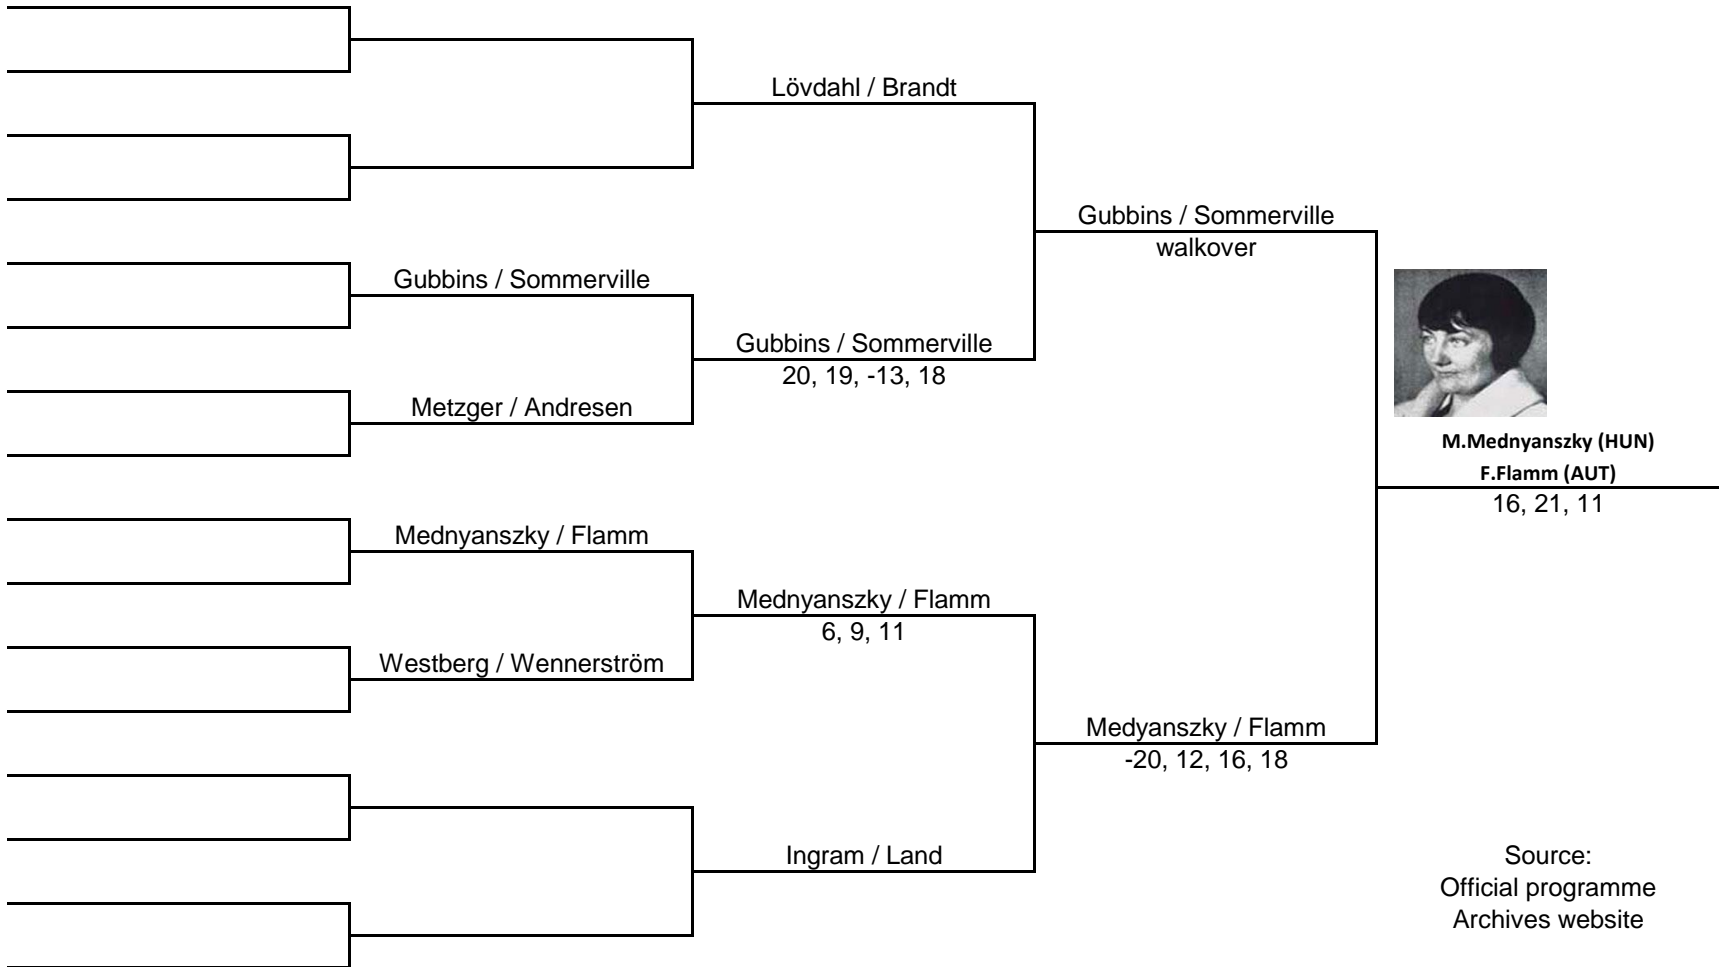 Lövdahl / Brandt
Gubbins / Sommerville
walkover
Gubbins / Sommerville
Gubbins / Sommerville
20, 19, -13, 18
Metzger / Andresen
M.Mednyanszky (HUN)
F.Flamm (AUT)
16, 21, 11
Mednyanszky / Flamm
Mednyanszky / Flamm
6, 9, 11
Westberg / Wennerström
Medyanszky / Flamm
-20, 12, 16, 18
Ingram / Land
Source:
Official programme
Archives website